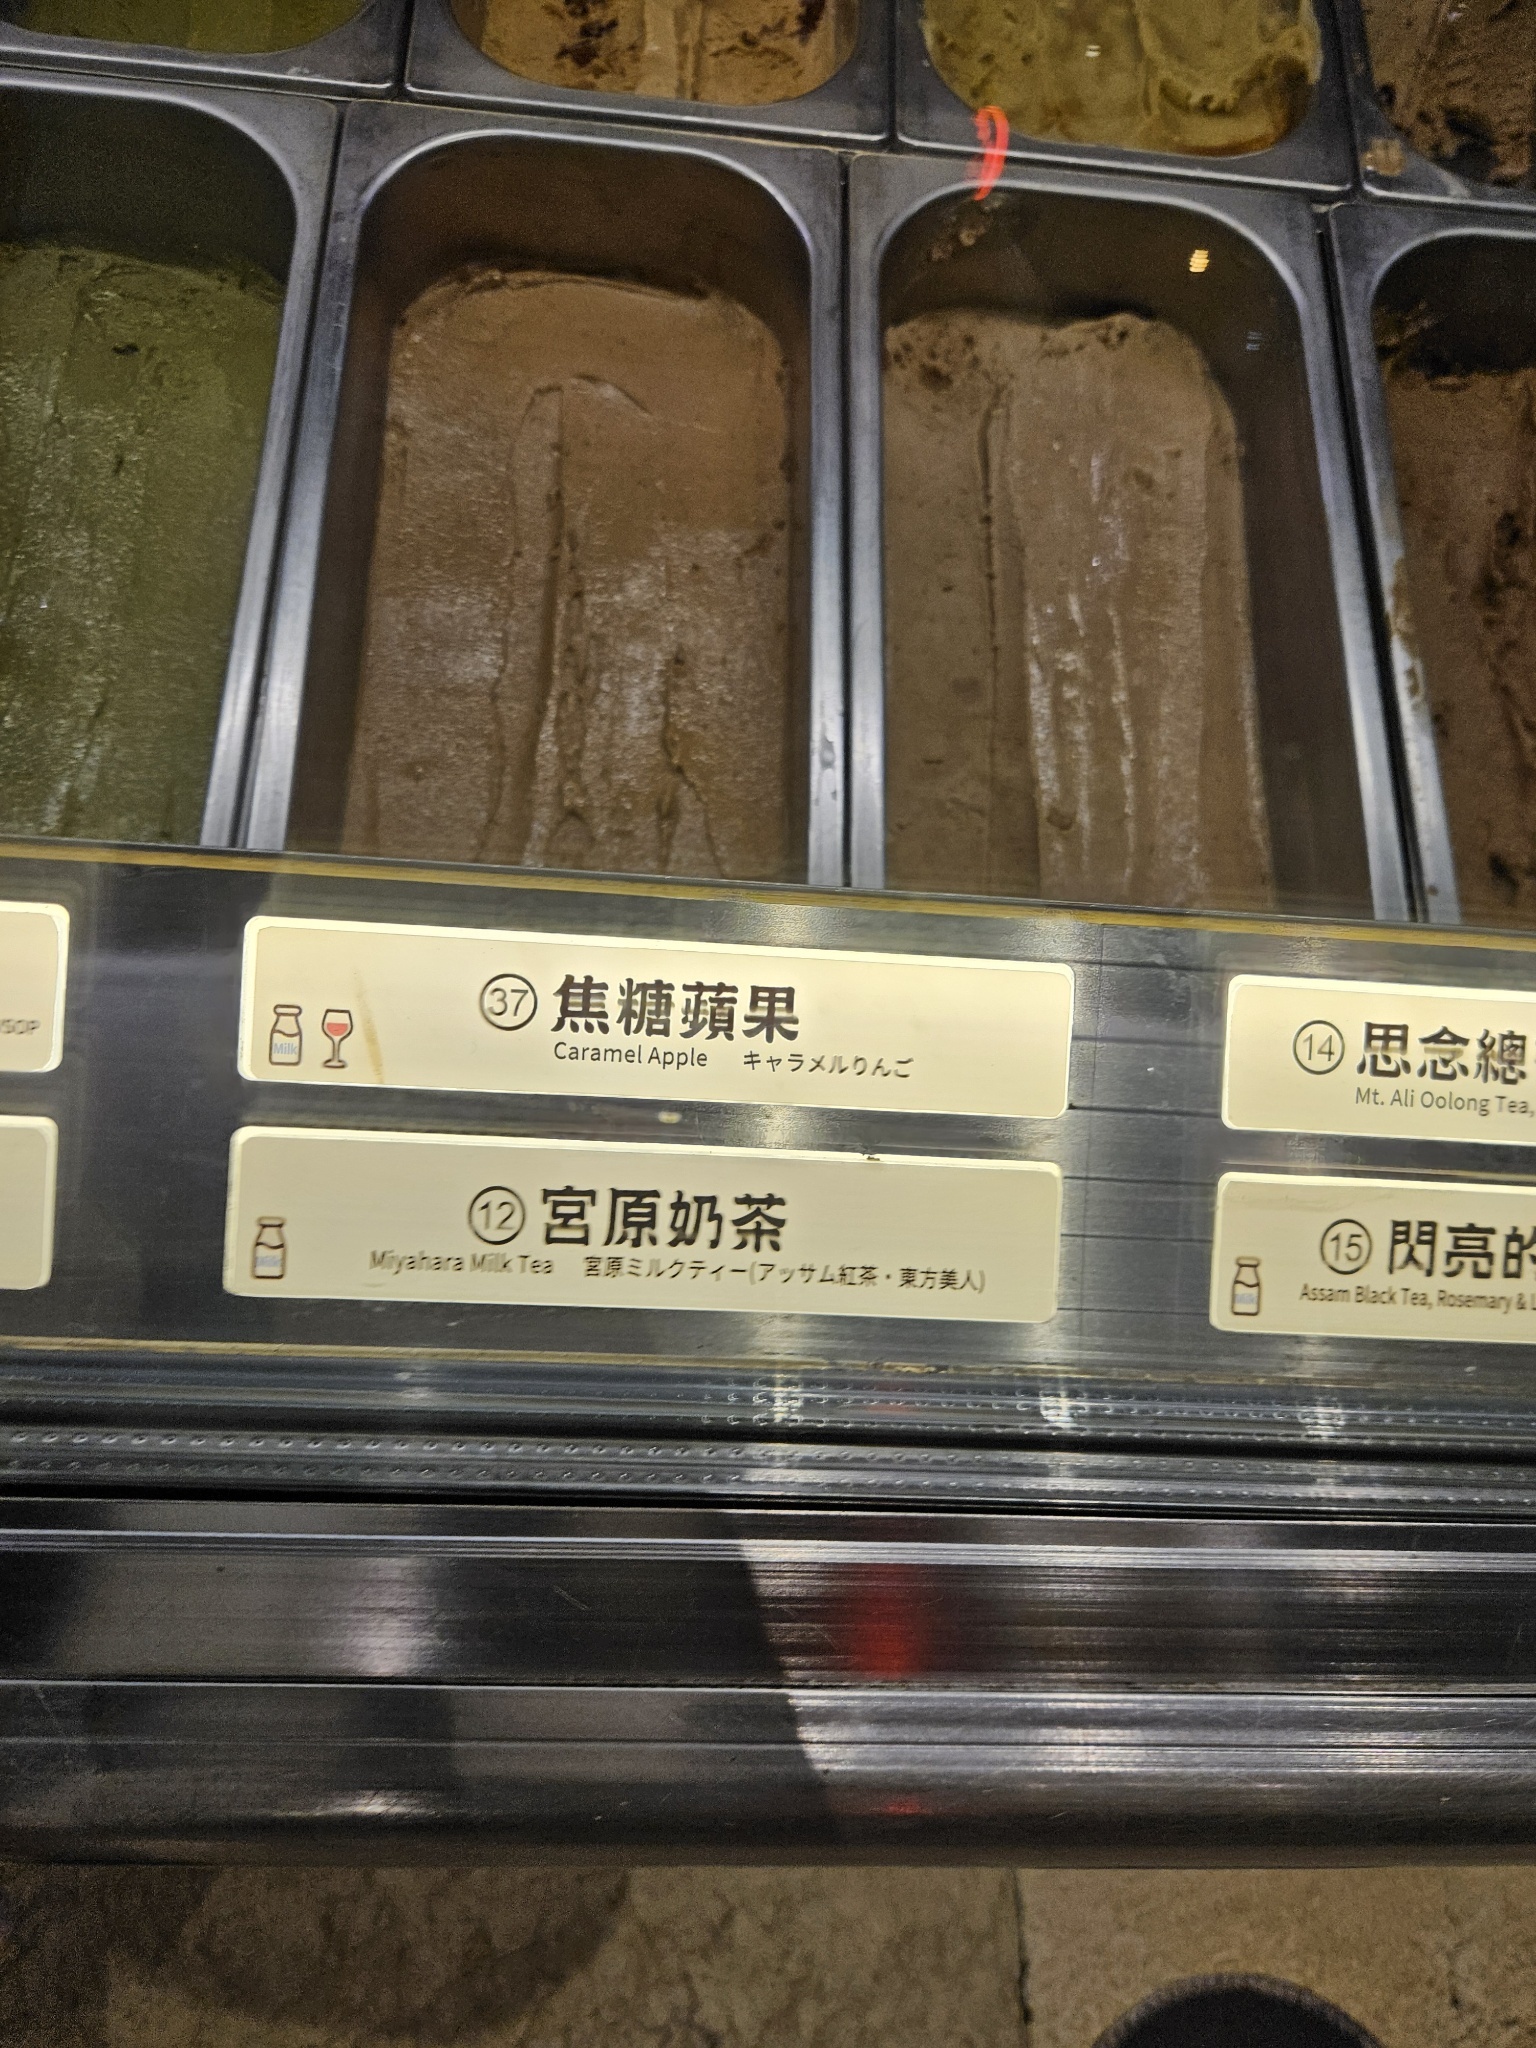 VSOP
Milk
37 焦糖蘋果
Caramel Apple キャラメルりんご
14 思念總
Mt. Ali Oolong Tea,
Milk
12 宮原奶茶
Miyahara Milk Tea 宮原ミルクティー(アッサム紅茶・東方美人)
Milk
15 閃亮的
Assam Black Tea, Rosemary & L